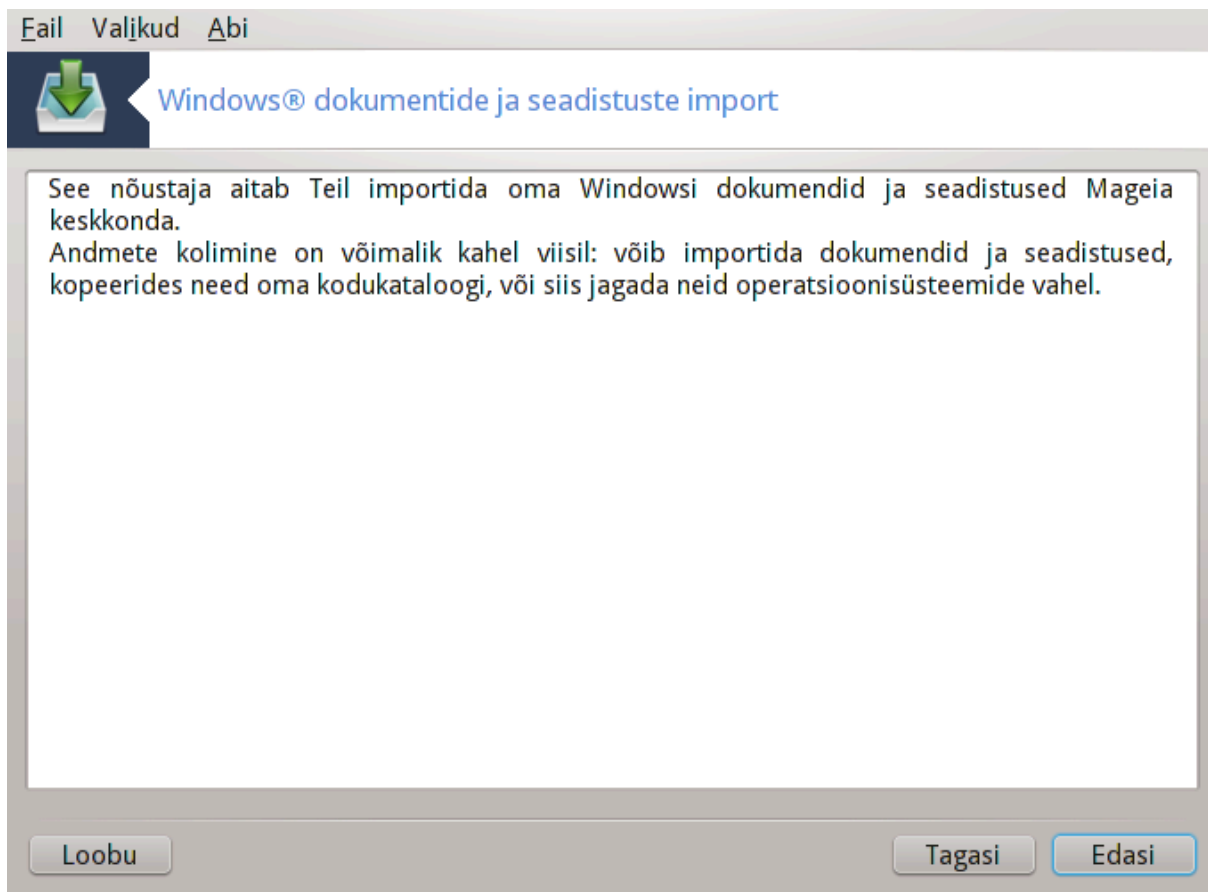 Fail Valikud Abi
Windows® dokumentide ja seadistuste import
See nõustaja aitab Teil importida oma Windowsi dokumendid ja seadistused Mageia
keskkonda.
Andmete kolimine on võimalik kahel viisil: võib importida dokumendid ja seadistused,
kopeerides need oma kodukataloogi, või siis jagada neid operatsioonisüsteemide vahel.
Loobu Tagasi Edasi